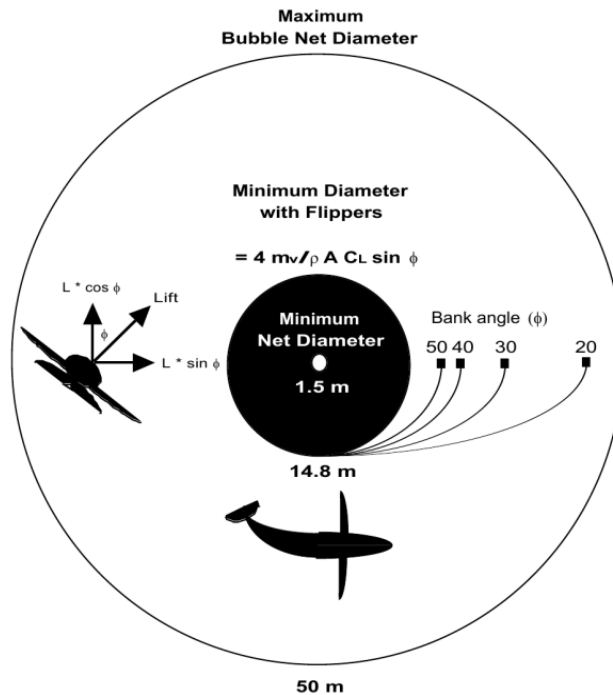 Maximum
Bubble Net Diameter
Minimum Diameter
with Flippers
= 4 mv/ρ A CL sin ϕ
L * cos ϕ
Lift
ϕ
L * sin ϕ
Minimum
Net Diameter
1.5 m
Bank angle (ϕ)
50 40 30 20
14.8 m
50 m